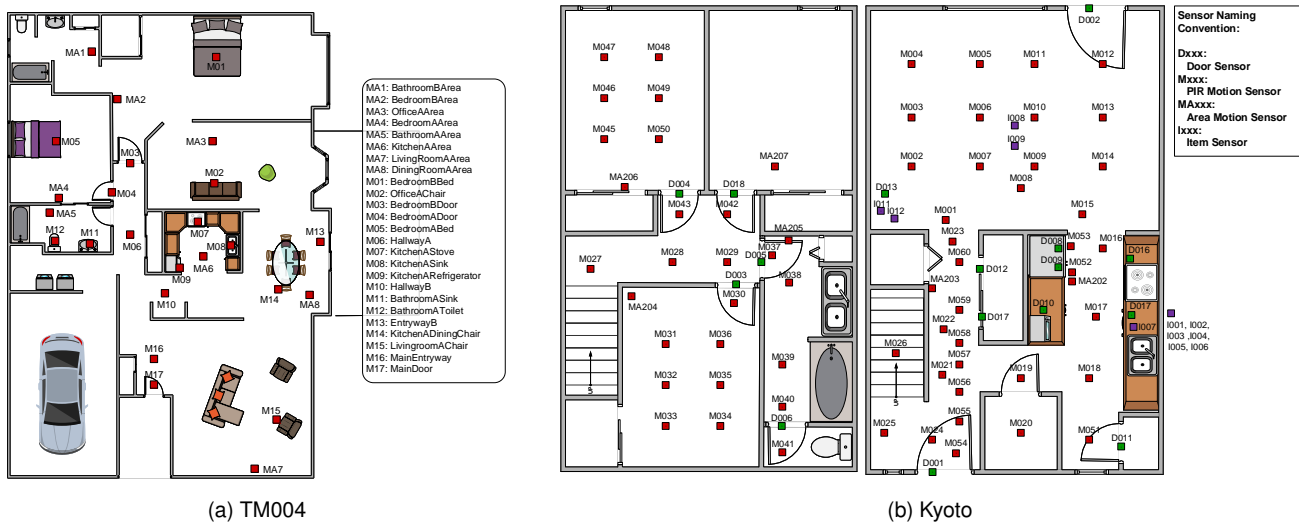 MA1
M01
MA2
M05
M03
MA3
M02
M04
MA4
MA5
M12
M11
M06
M07
M08
MA6
M09
M10
M13
M14
MA8
M16
M17
M15
MA7
MA1: BathroomBArea
MA2: BedroomBArea
MA3: OfficeAArea
MA4: BedroomAArea
MA5: BathroomAArea
MA6: KitchenAArea
MA7: LivingRoomAArea
MA8: DiningRoomAArea
M01: BedroomBBed
M02: OfficeAChair
M03: BedroomBDoor
M04: BedroomADoor
M05: BedroomABed
M06: HallwayA
M07: KitchenAStove
M08: KitchenASink
M09: KitchenARefrigerator
M10: HallwayB
M11: BathroomASink
M12: BathroomAToilet
M13: EntrywayB
M14: KitchenADiningChair
M15: LivingroomAChair
M16: MainEntryway
M17: MainDoor
(a) TM004
M047
M048
M046
M049
M045
M050
MA206
MA207
D004
D018
M043
M042
MA205
M027
M028
M029
D005
M037
M038
D003
M030
MA204
M031
M036
M032
M035
M033
M034
M039
M040
D006
M041
D002
M004
M005
M011
M012
M003
M006
M010
M013
I008
I009
M002
M007
M009
M014
M008
D013
I011
I012
M001
M015
M023
M060
D008
M053
M016
D016
D009
M052
MA202
D012
MA203
D010
M017
D017
D017
I007
I001, I002,
I003 ,I004,
I005, I006
M059
M022
M058
M026
M057
M021
M056
M019
M018
M055
M025
M024
M054
M020
M051
D011
D001
Sensor Naming
Convention:
Dxxx:
Door Sensor
Mxxx:
PIR Motion Sensor
MAxxx:
Area Motion Sensor
Ixxx:
Item Sensor
(b) Kyoto